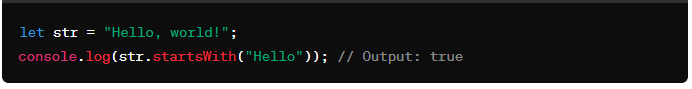 let str = "Hello, world!";
console.log(str.startsWith("Hello")); // Output: true